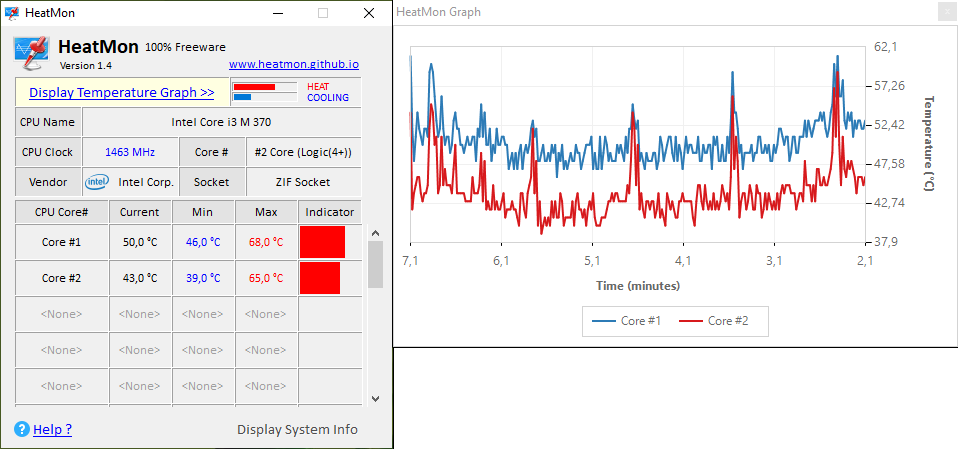 HeatMon
HeatMon 100% Freeware
Version 1.4
www.heatmon.github.io
Display Temperature Graph >>
HEAT
COOLING
CPU Name Intel Core i3 M 370
CPU Clock 1463 MHz Core # #2 Core (Logic(4+))
Vendor intel Intel Corp. Socket ZIF Socket
CPU Core# Current Min Max Indicator
Core #1 50,0 °C 46,0 °C 68,0 °C
Core #2 43,0 °C 39,0 °C 65,0 °C
<None> <None> <None> <None>
<None> <None> <None> <None>
<None> <None> <None> <None>
Help ? Display System Info
HeatMon Graph
62,1
57,26
52,42
47,58
42,74
37,9
Temperature (°C)
7,1 6,1 5,1 4,1 3,1 2,1
Time (minutes)
Core #1 Core #2